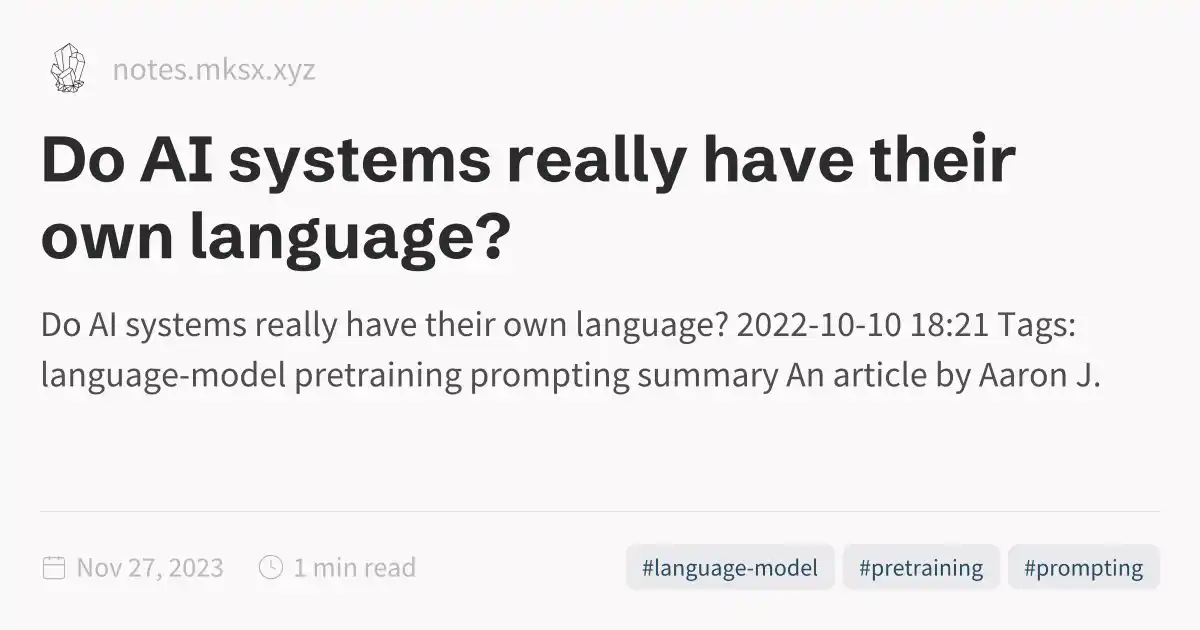 notes.mksx.xyz
Do AI systems really have their
own language?
Do AI systems really have their own language? 2022-10-10 18:21 Tags:
language-model pretraining prompting summary An article by Aaron J.
Nov 27, 2023 1 min read #language-model #pretraining #prompting